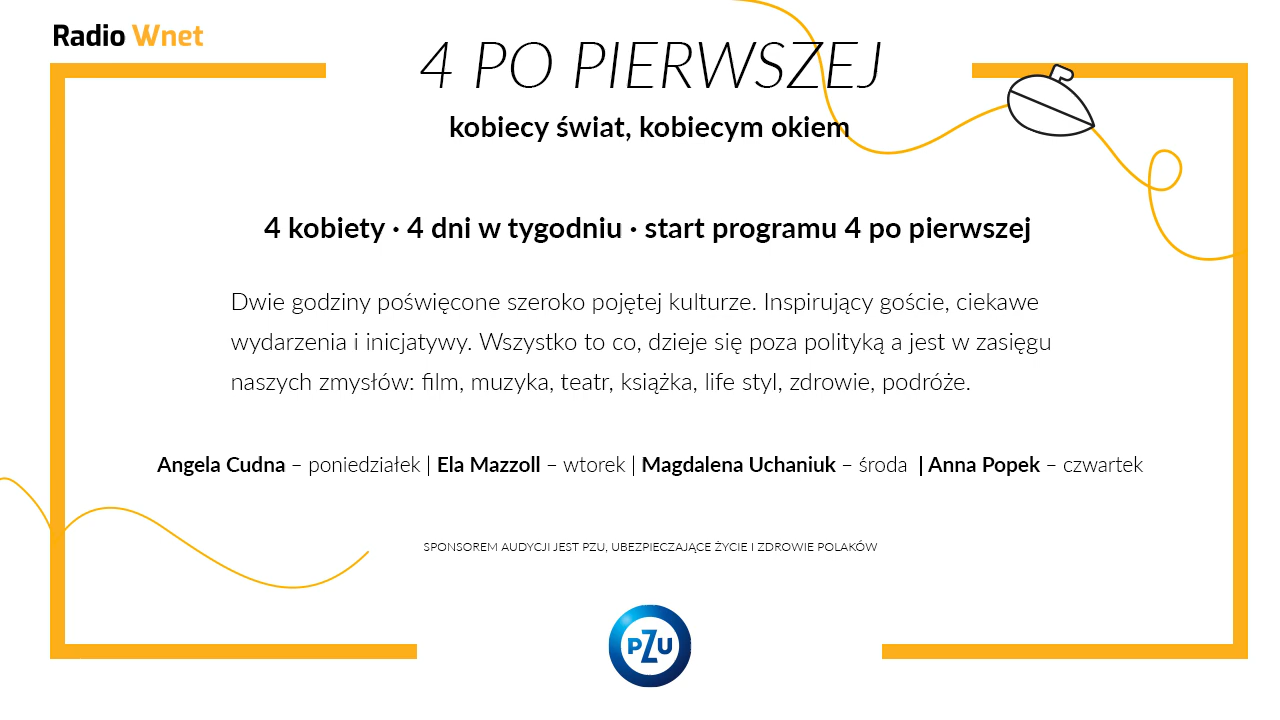 Radio Wnet
4 PO PIERWSZEJ
kobiecy świat, kobiecym okiem
4 kobiety · 4 dni w tygodniu · start programu 4 po pierwszej
Dwie godziny poświęcone szeroko pojętej kulturze. Inspirujący goście, ciekawe
wydarzenia i inicjatywy. Wszystko to co, dzieje się poza polityką a jest w zasięgu
naszych zmysłów: film, muzyka, teatr, książka, life styl, zdrowie, podróże.
Angela Cudna – poniedziałek | Ela Mazzoll – wtorek | Magdalena Uchaniuk – środa | Anna Popek – czwartek
SPONSOREM AUDYCJI JEST PZU, UBEZPIECZAJĄCE ŻYCIE I ZDROWIE POLAKÓW
PZU